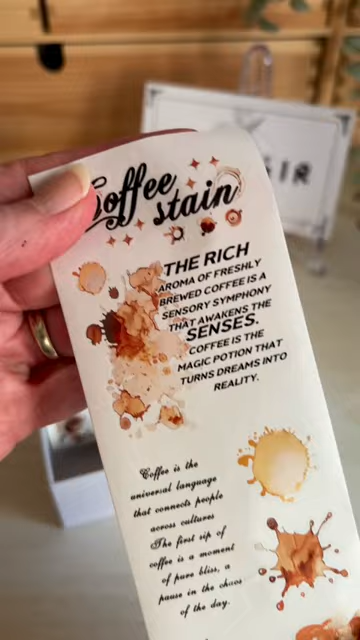 Coffee
stain
THE RICH
AROMA OF FRESHLY
BREWED COFFEE IS A
SENSORY SYMPHONY
THAT AWAKENS THE
SENSES.
COFFEE IS THE
MAGIC POTION THAT
TURNS DREAMS INTO
REALITY.
Coffee is the
universal language
that connects people
across cultures
The first sip of
coffee is a moment
of pure bliss, a
pause in the chaos
of the day.